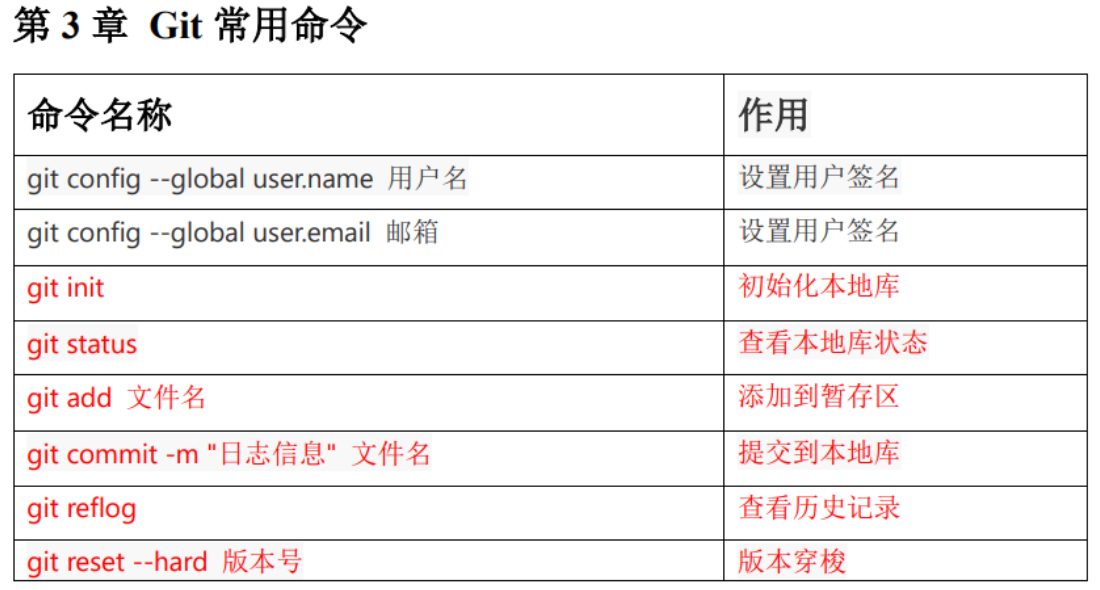 第 3 章 Git 常用命令
命令名称 作用
git config --global user.name 用户名 设置用户签名
git config --global user.email 邮箱 设置用户签名
git init 初始化本地库
git status 查看本地库状态
git add 文件名 添加到暂存区
git commit -m "日志信息" 文件名 提交到本地库
git reflog 查看历史记录
git reset --hard 版本号 版本穿梭